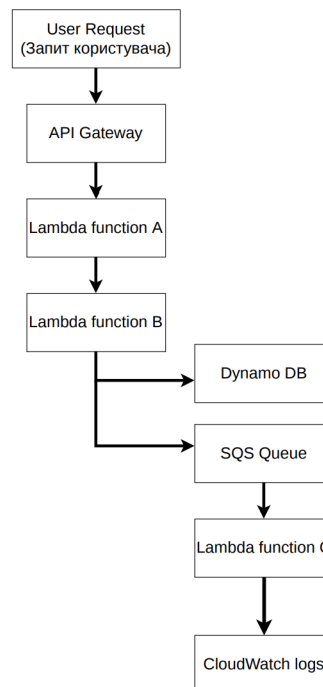 User Request
(Запит користувача)
API Gateway
Lambda function A
Lambda function B
Dynamo DB
SQS Queue
Lambda function
CloudWatch logs